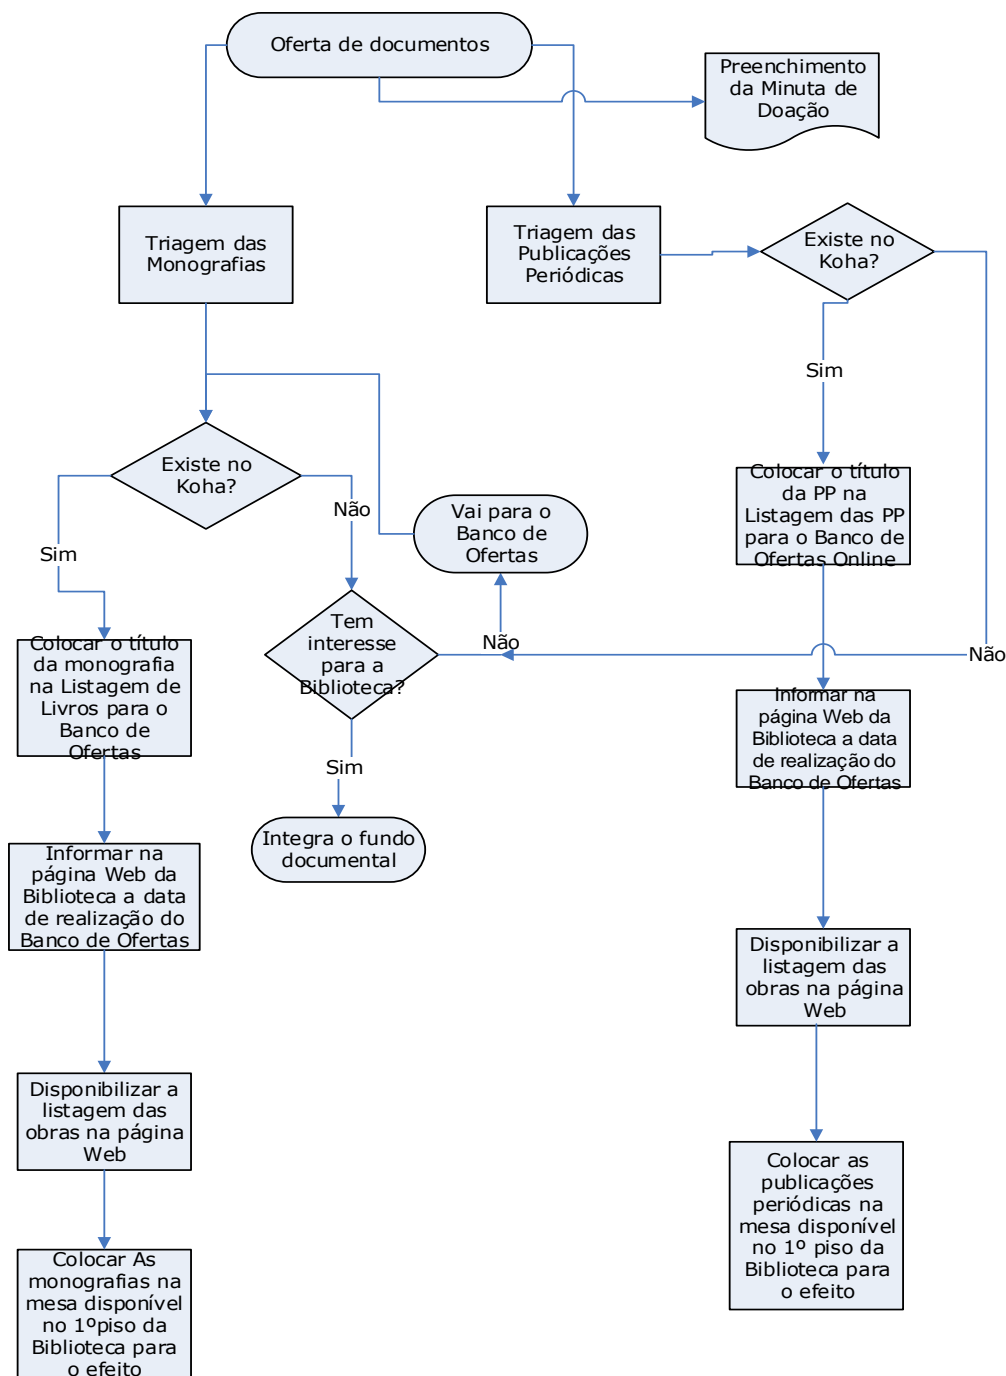 Oferta de documentos
Preenchimento
da Minuta de
Doação
Triagem das
Monografias
Triagem das
Publicações
Periódicas
Existe no
Koha?
Sim
Não
Existe no
Koha?
Sim
Não
Vai para o
Banco de
Ofertas
Não
Tem
interesse
para a
Biblioteca?
Sim
Integra o fundo
documental
Colocar o título
da PP na
Listagem das PP
para o Banco de
Ofertas Online
Informar na
página Web da
Biblioteca a data
de realização do
Banco de Ofertas
Disponibilizar a
listagem das
obras na página
Web
Colocar as
publicações
periódicas na
mesa disponível
no 1º piso da
Biblioteca para
o efeito
Colocar o título
da monografia
na Listagem de
Livros para o
Banco de
Ofertas
Informar na
página Web da
Biblioteca a data
de realização do
Banco de Ofertas
Disponibilizar a
listagem das
obras na página
Web
Colocar As
monografias na
mesa disponível
no 1ºpiso da
Biblioteca para
o efeito